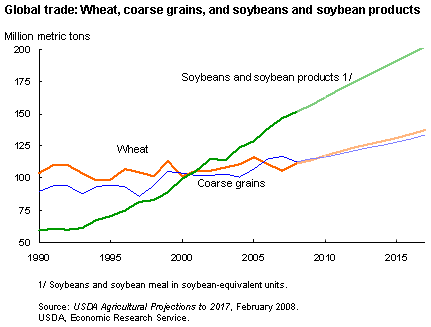 Global trade: Wheat, coarse grains, and soybeans and soybean products
Million metric tons
200
Soybeans and soybean products 1/
175
150
Wheat
125
100
Coarse grains
75
50
1990 1995 2000 2005 2010 2015
1/ Soybeans and soybean meal in soybean-equivalent units.
Source: USDA Agricultural Projections to 2017, February 2008.
USDA, Economic Research Service.